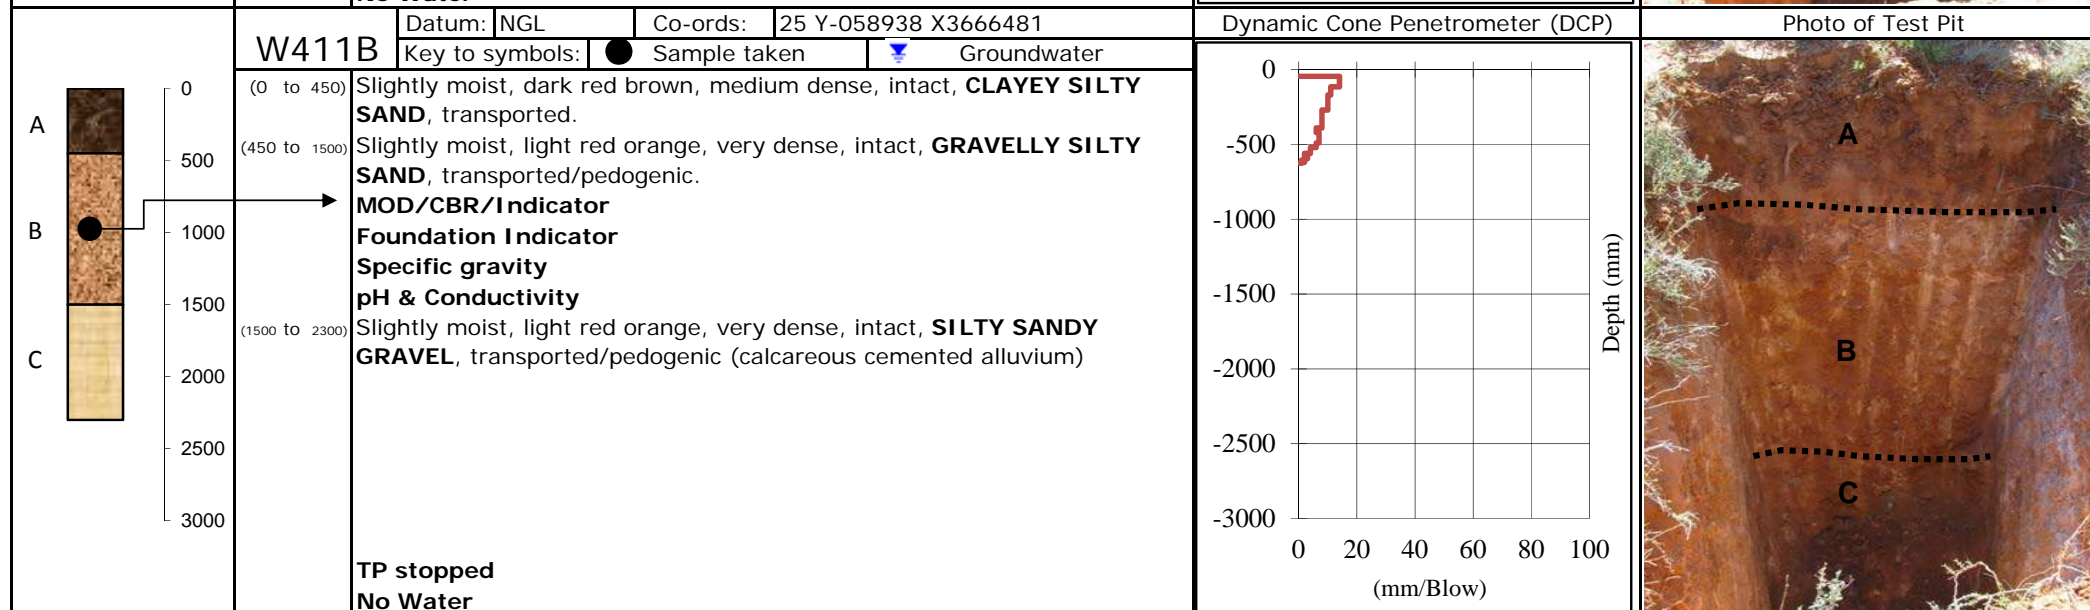 No Water
W411B
Datum: NGL Co-ords: 25 Y-058938 X3666481
Key to symbols: Sample taken Groundwater
Dynamic Cone Penetrometer (DCP)
Photo of Test Pit
A
B
C
0
500
1000
1500
2000
2500
3000
(0 to 450) Slightly moist, dark red brown, medium dense, intact, CLAYEY SILTY
SAND, transported.
(450 to 1500) Slightly moist, light red orange, very dense, intact, GRAVELLY SILTY
SAND, transported/pedogenic.
MOD/CBR/Indicator
Foundation Indicator
Specific gravity
pH & Conductivity
(1500 to 2300) Slightly moist, light red orange, very dense, intact, SILTY SANDY
GRAVEL, transported/pedogenic (calcareous cemented alluvium)
TP stopped
No Water
0
-500
-1000
-1500
-2000
-2500
-3000
0 20 40 60 80 100
(mm/Blow)
Depth (mm)
A
B
C